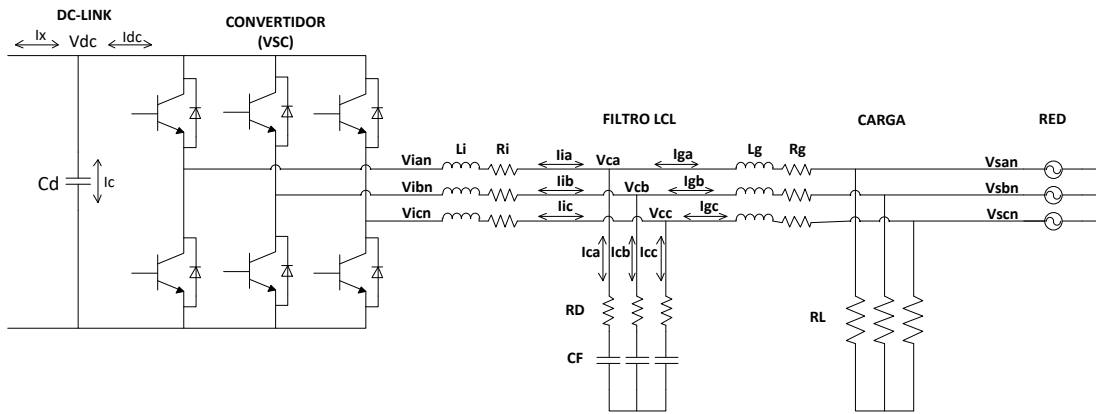 DC-LINK
Ix
Vdc
Idc
CONVERTIDOR
(VSC)
FILTRO LCL
CARGA
RED
Vian
Li
Ri
Iia
Vca
Iga
Lg
Rg
Vsan
Cd
Ic
Vibn
Iib
Vcb
Igb
Vsbn
Vicn
Iic
Vcc
Igc
Vscn
Ica
Icb
Icc
RD
RL
CF